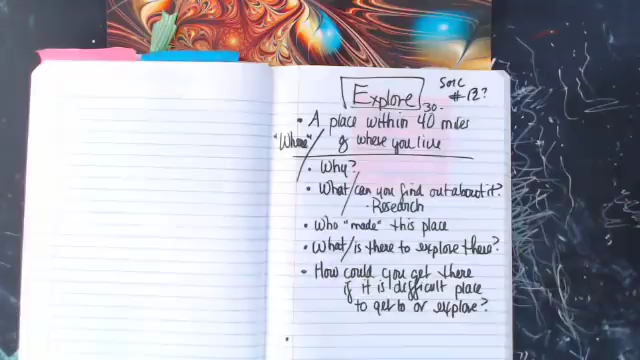 SOTC
#12?
Explore
30-
• A place within 40 miles
"Where" / of where you live
• Why?
• What / can you find out about it?
- Research
• Who "made" this place
• What / is there to explore there?
• How could you get there
if it is difficult place
to get to or explore?